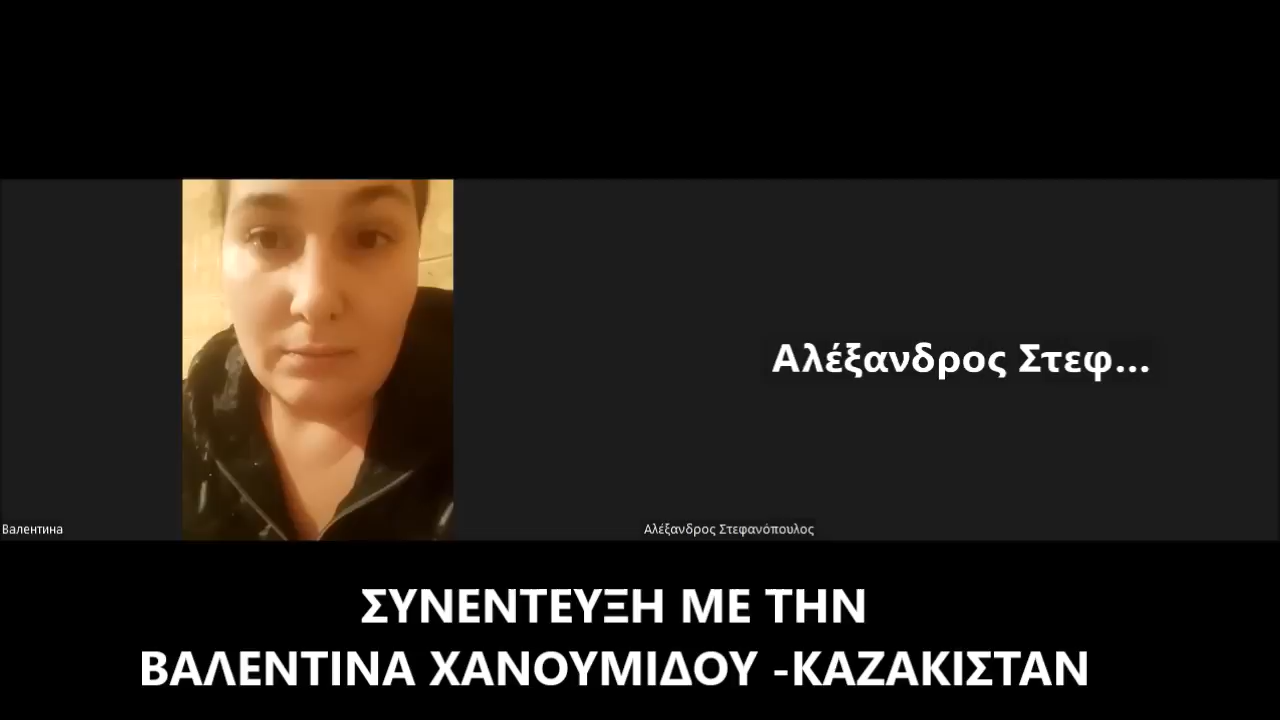 Αλέξανδρος Στεφ...
Валентина
Αλέξανδρος Στεφανόπουλος
ΣΥΝΕΝΤΕΥΞΗ ΜΕ ΤΗΝ
ΒΑΛΕΝΤΙΝΑ ΧΑΝΟΥΜΙΔΟΥ -ΚΑΖΑΚΙΣΤΑΝ